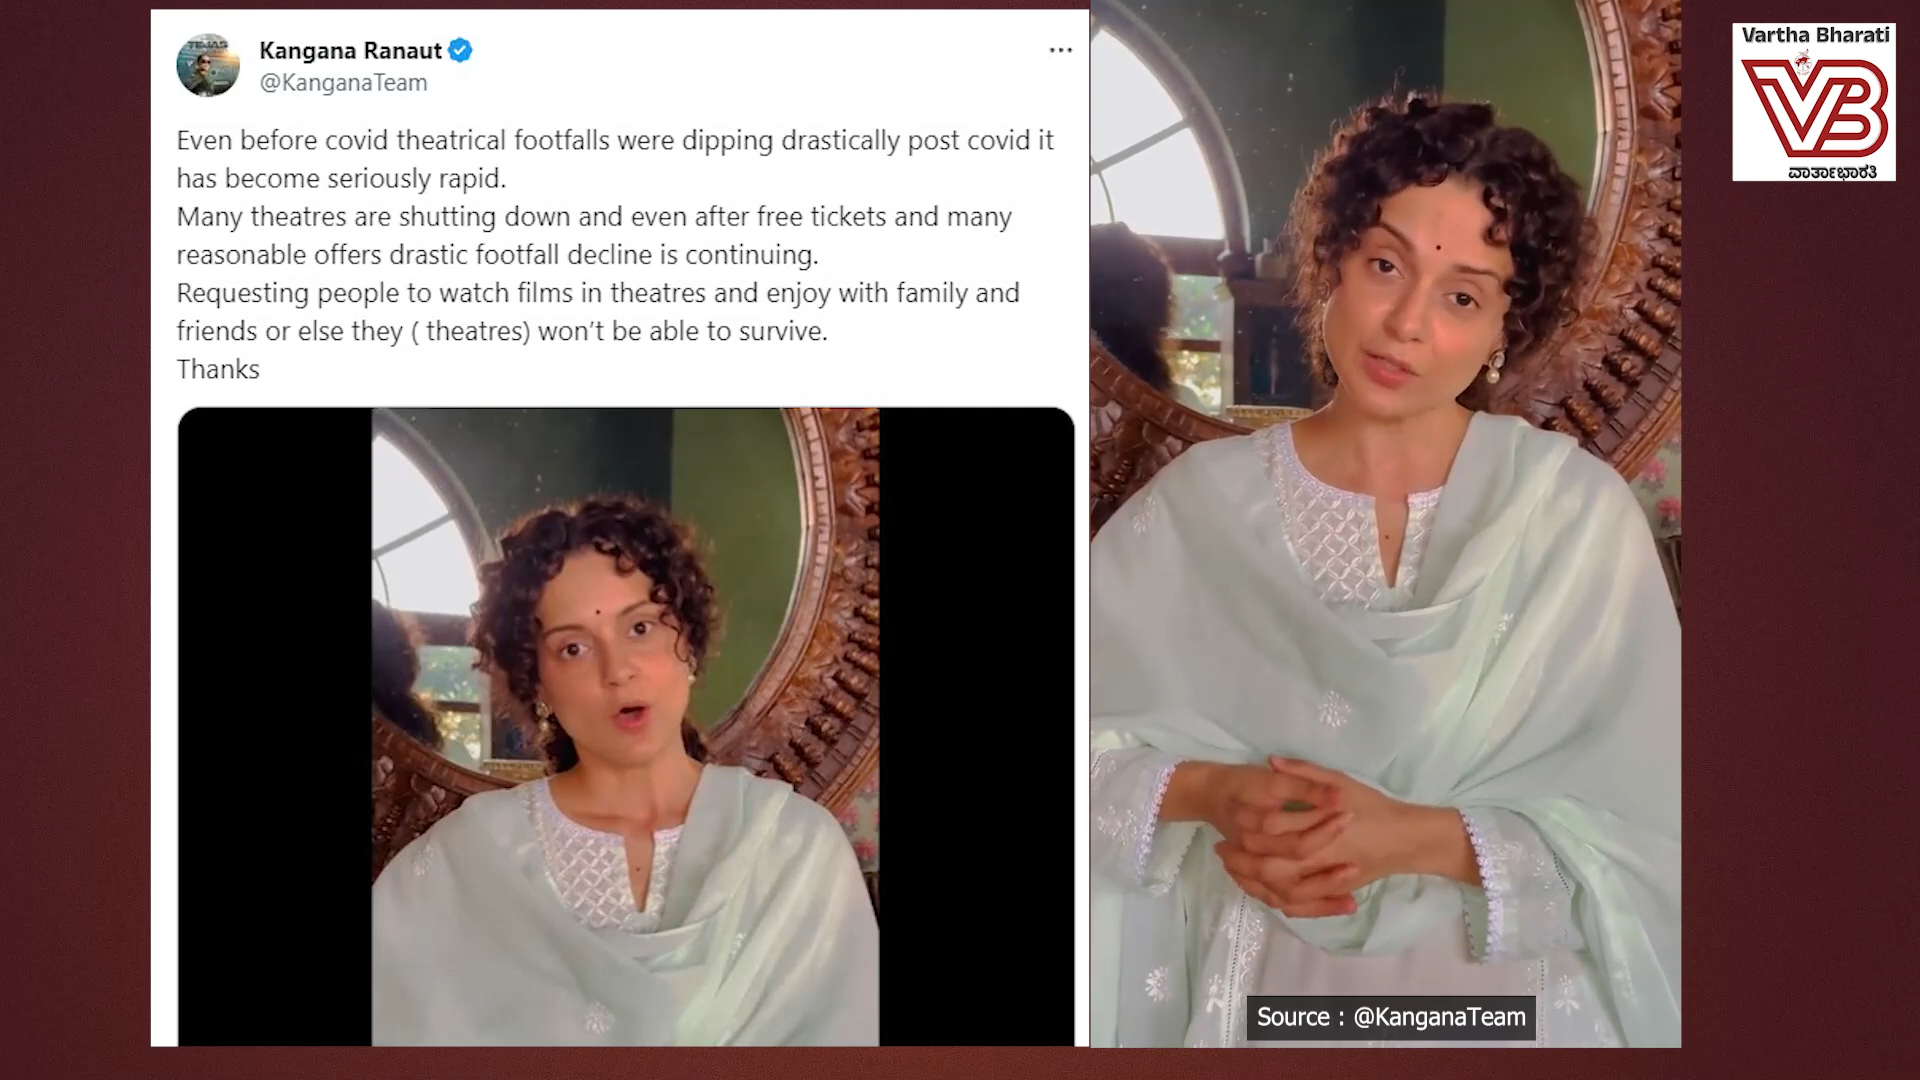 Vartha Bharati
VB
ವಾರ್ತಾಭಾರತಿ
TEJAS
Kangana Ranaut
@KanganaTeam
Even before covid theatrical footfalls were dipping drastically post covid it
has become seriously rapid.
Many theatres are shutting down and even after free tickets and many
reasonable offers drastic footfall decline is continuing.
Requesting people to watch films in theatres and enjoy with family and
friends or else they ( theatres) won’t be able to survive.
Thanks
Source : @KanganaTeam